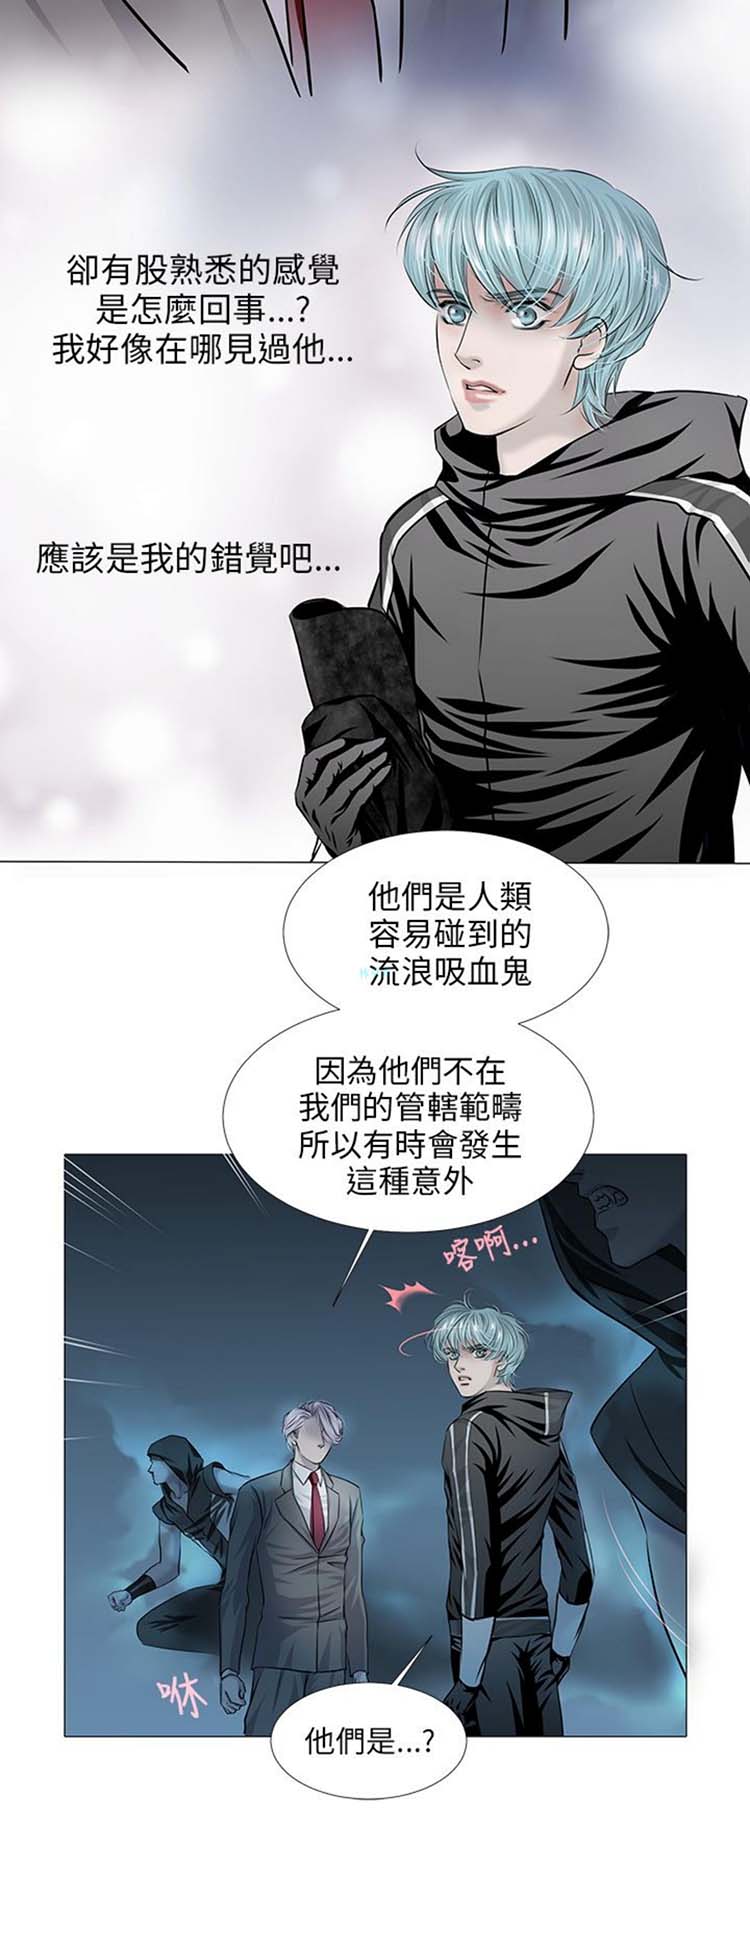 卻有股熟悉的感覺
是怎麼回事...?
我好像在哪見過他...
應該是我的錯覺吧...
他們是人類
容易碰到的
流浪吸血鬼
因為他們不在
我們的管轄範疇
所以有時會發生
這種意外
喀啊...
咻
他們是...?